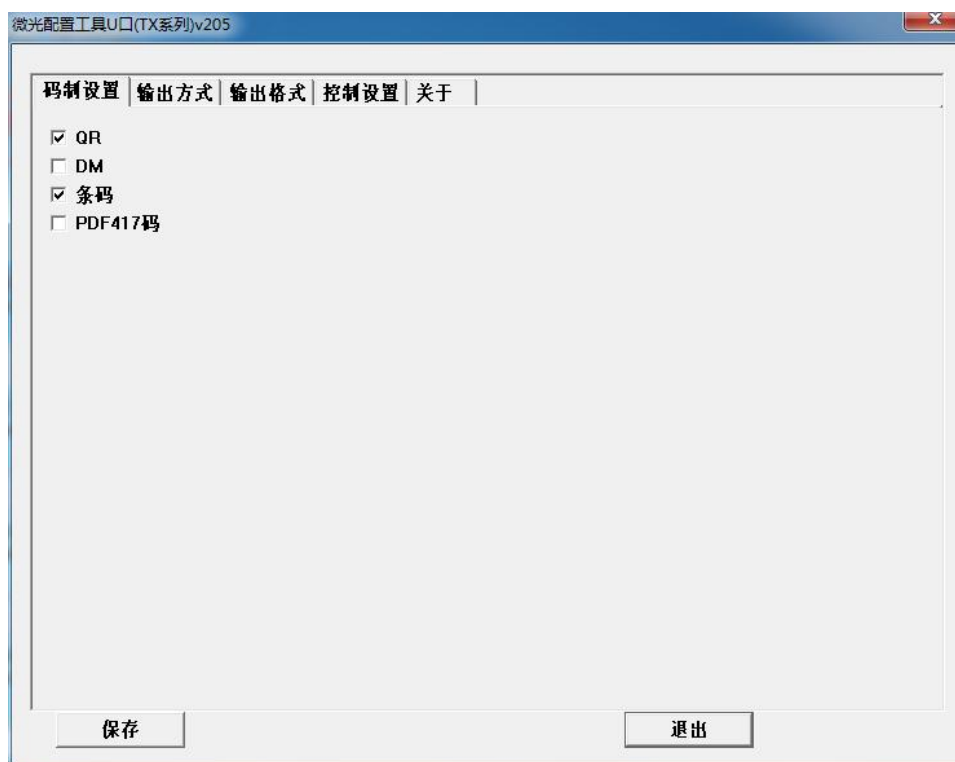 微光配置工具U口(TX系列)v205
码制设置 输出方式 输出格式 控制设置 关于
QR
DM
条码
PDF417码
保存 退出